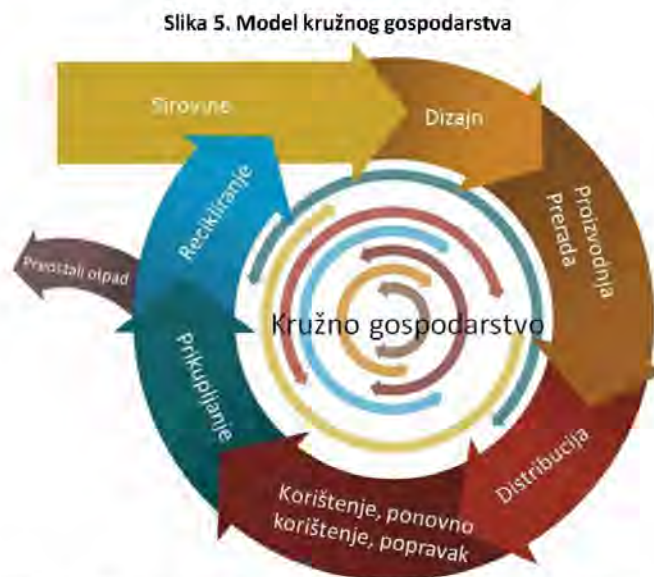 Slika 5. Model kružnog gospodarstva
Sirovine
Dizajn
Proizvodnja
Prerada
Distribucija
Korištenje, ponovno
korištenje, popravak
Prikupljanje
Preostali otpad
Recikliranje
Kružno gospodarstvo